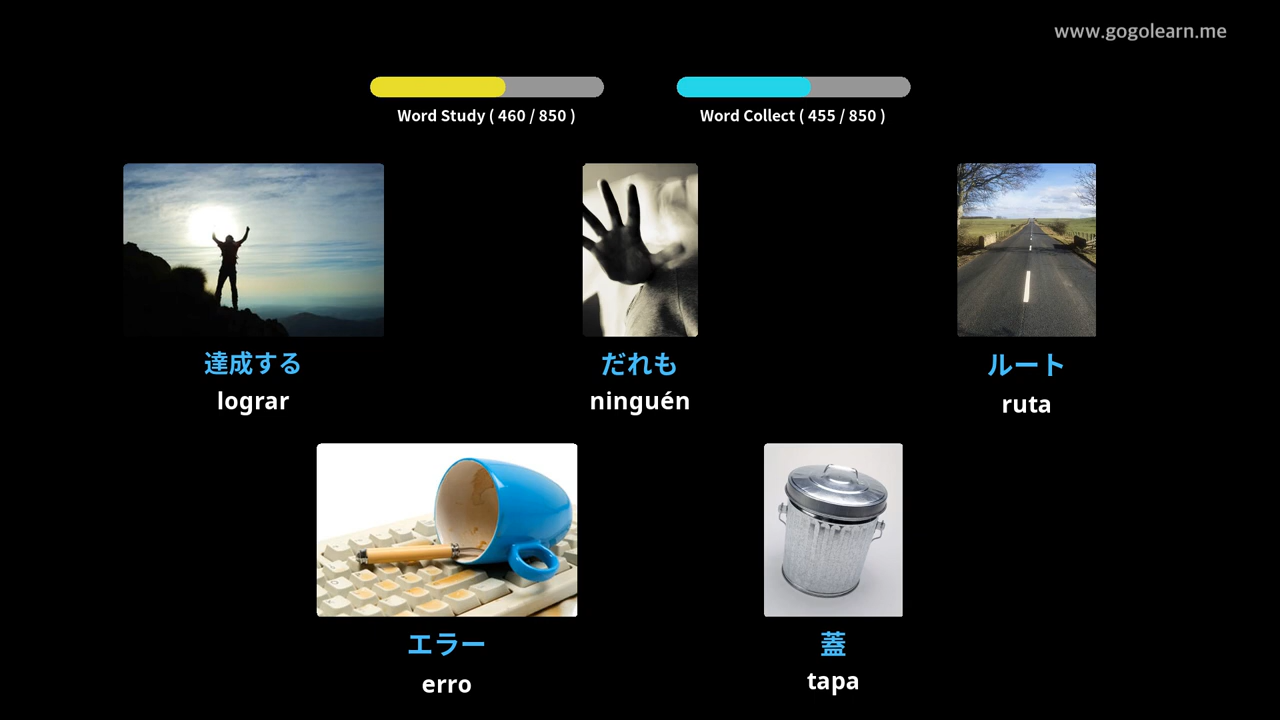 www.gogolearn.me
Word Study ( 460 / 850 )
Word Collect ( 455 / 850 )
達成する
lograr
だれも
ninguén
ルート
ruta
エラー
erro
蓋
tapa